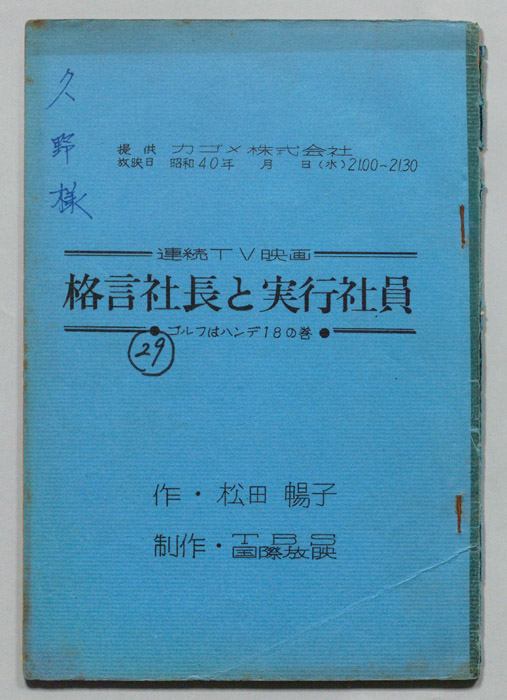 久野様
提供 カゴメ株式会社
放映日 昭和40年 月 日(水)21.00~21.30
連続TV映画
格言社長と実行社員
ゴルフはハンデ18の巻
29
作・松田暢子
制作・TBS
国際放映